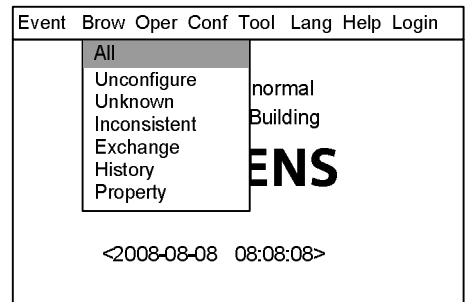 Event Brow Oper Conf Tool Lang Help Login
All
Unconfigure
normal
Unknown
Building
Inconsistent
Exchange
ENS
History
Property
<2008-08-08 08:08:08>